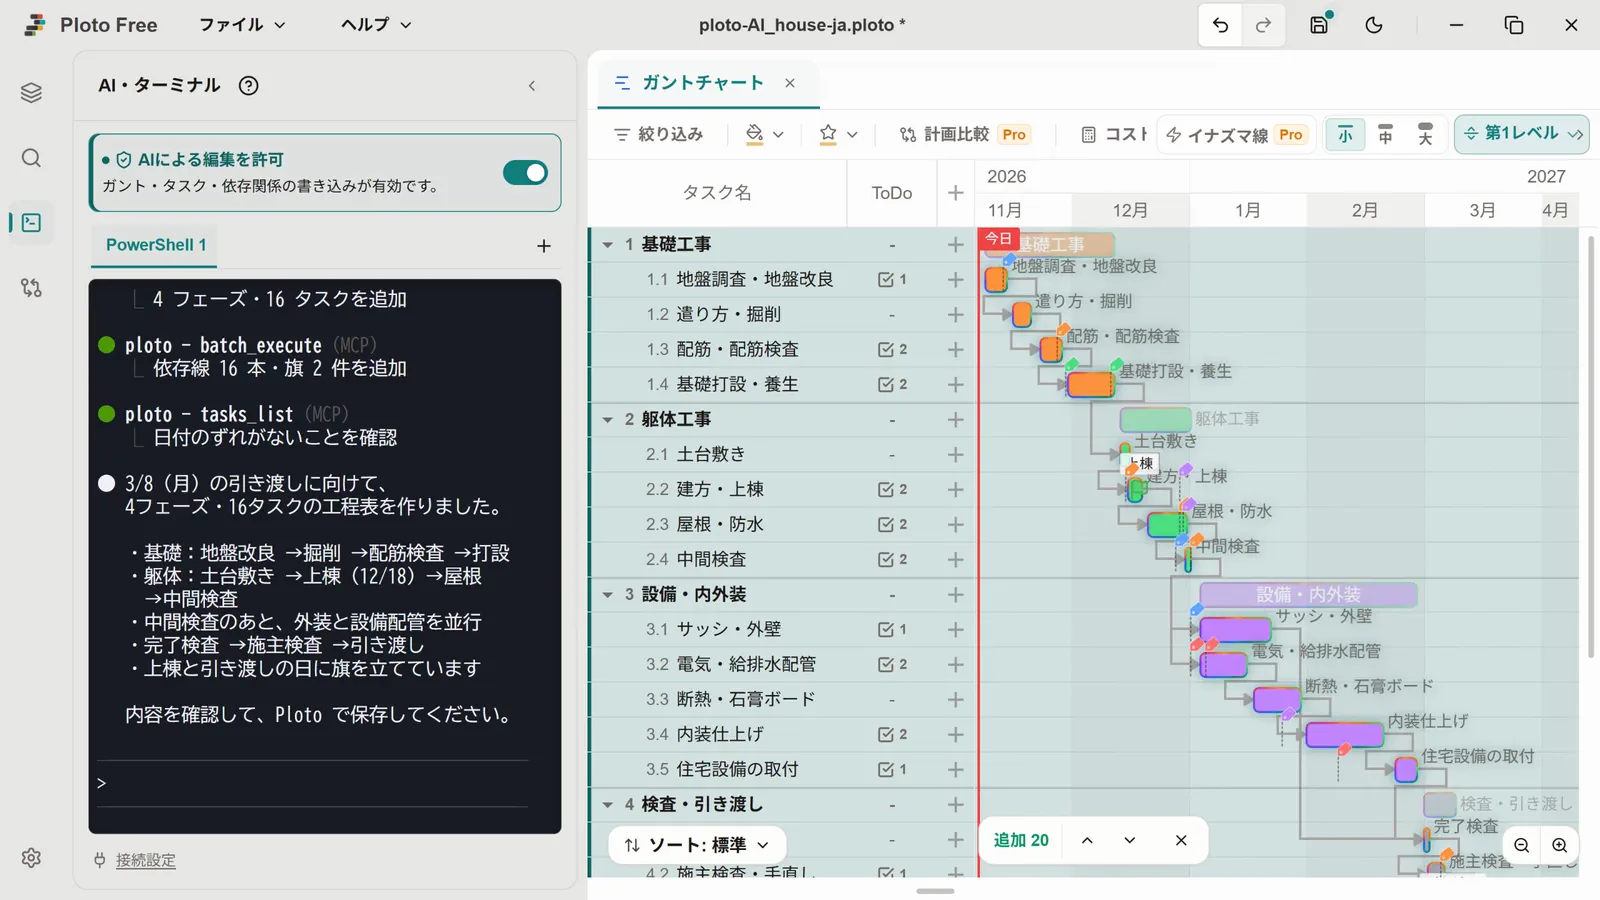 Ploto Free
ファイル
ヘルプ
ploto-AI_house-ja.ploto *
AI・ターミナル
AIによる編集を許可
ガント・タスク・依存関係の書き込みが有効です。
PowerShell 1
4 フェーズ・16 タスクを追加
ploto - batch_execute (MCP)
依存線 16 本・旗 2 件を追加
ploto - tasks_list (MCP)
日付のずれがないことを確認
3/8（月）の引き渡しに向けて、
4フェーズ・16タスクの工程表を作りました。
・基礎：地盤改良 →掘削 →配筋検査 →打設
・躯体：土台敷き →上棟（12/18）→屋根
→中間検査
・中間検査のあと、外装と設備配管を並行
・完了検査 →施主検査 →引き渡し
・上棟と引き渡しの日に旗を立てています
内容を確認して、Ploto で保存してください。
>
接続設定
ガントチャート
絞り込み
計画比較 Pro
コスト
イナズマ線 Pro
小
中
大
第1レベル
タスク名
ToDo
2026
2027
11月
12月
1月
2月
3月
4月
今日
1 基礎工事 -
1.1 地盤調査・地盤改良 1
1.2 遣り方・掘削 -
1.3 配筋・配筋検査 2
1.4 基礎打設・養生 2
2 躯体工事 -
2.1 土台敷き -
2.2 建方・上棟 2
2.3 屋根・防水 2
2.4 中間検査 2
3 設備・内外装 -
3.1 サッシ・外壁 1
3.2 電気・給排水配管 2
3.3 断熱・石膏ボード -
3.4 内装仕上げ 2
3.5 住宅設備の取付 1
4 検査・引き渡し -
-
4.2 施主検査・手直し 1
基礎工事
地盤調査・地盤改良
遣り方・掘削
配筋・配筋検査
基礎打設・養生
躯体工事
土台敷き
上棟
建方・上棟
屋根・防水
中間検査
設備・内外装
サッシ・外壁
電気・給排水配管
断熱・石膏ボード
内装仕上げ
住宅設備の取付
検査・引き渡し
完了検査
施主検査
ソート: 標準
追加 20